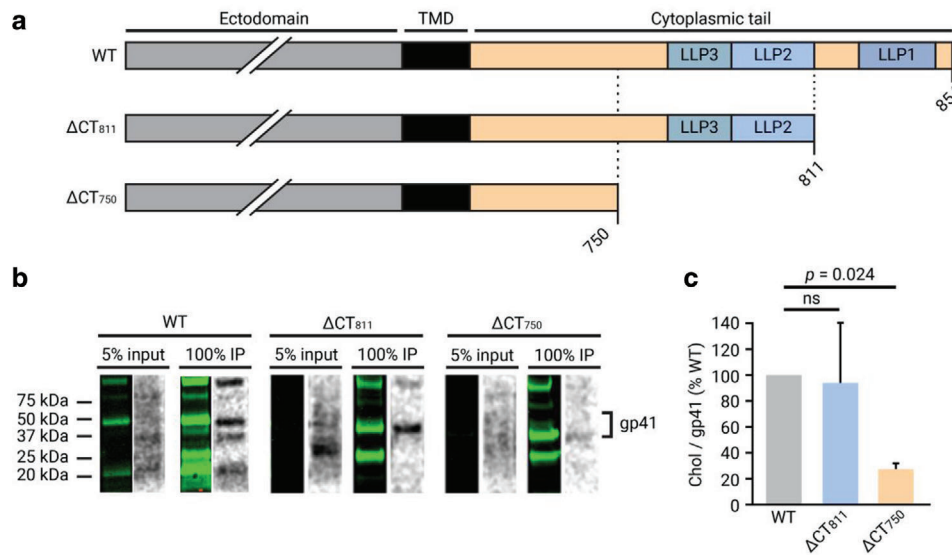 a
Ectodomain TMD Cytoplasmic tail
WT LLP3 LLP2 LLP1
ΔCT811 LLP3 LLP2
811
ΔCT750
750
b
WT ΔCT811 ΔCT750
5% input 100% IP 5% input 100% IP 5% input 100% IP
75 kDa
50 kDa
37 kDa
25 kDa
20 kDa
gp41
c
p = 0.024
ns
Chol / gp41 (% WT)
140
120
100
80
60
40
20
0
WT
ΔCT811
ΔCT750